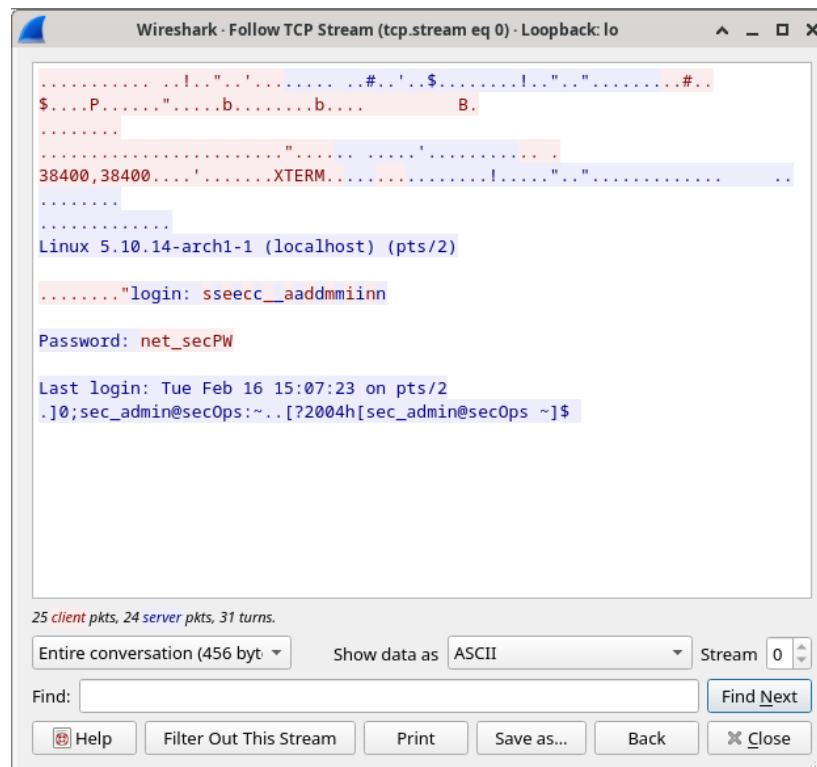 Wireshark · Follow TCP Stream (tcp.stream eq 0) · Loopback: lo
........... ..!.."..'......... ..#..'..$........!..".."..........#..
$....P......".....b........b.... B.
........
........................"...... .....'........... .
38400,38400....'.......XTERM..................!....."..".............. ..
........
.............
Linux 5.10.14-arch1-1 (localhost) (pts/2)
........"login: sseecc__aaddmmiinn
Password: net_secPW
Last login: Tue Feb 16 15:07:23 on pts/2
.]0;sec_admin@secOps:~..[?2004h[sec_admin@secOps ~]$
25 client pkts, 24 server pkts, 31 turns.
Entire conversation (456 byt
Show data as ASCII Stream 0
Find: Find Next
Help Filter Out This Stream Print Save as... Back Close